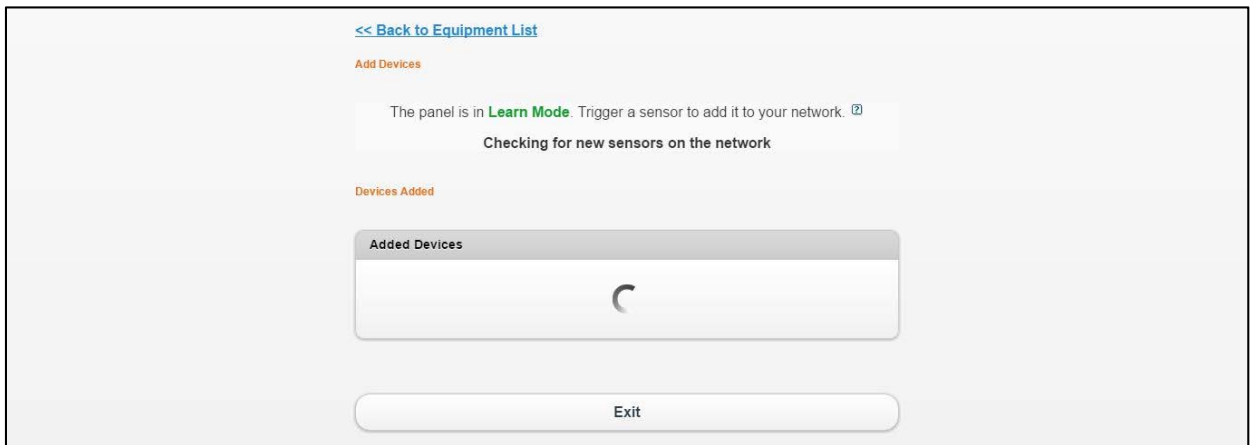 << Back to Equipment List
Add Devices
The panel is in Learn Mode. Trigger a sensor to add it to your network. ?
Checking for new sensors on the network
Devices Added
Added Devices
Exit